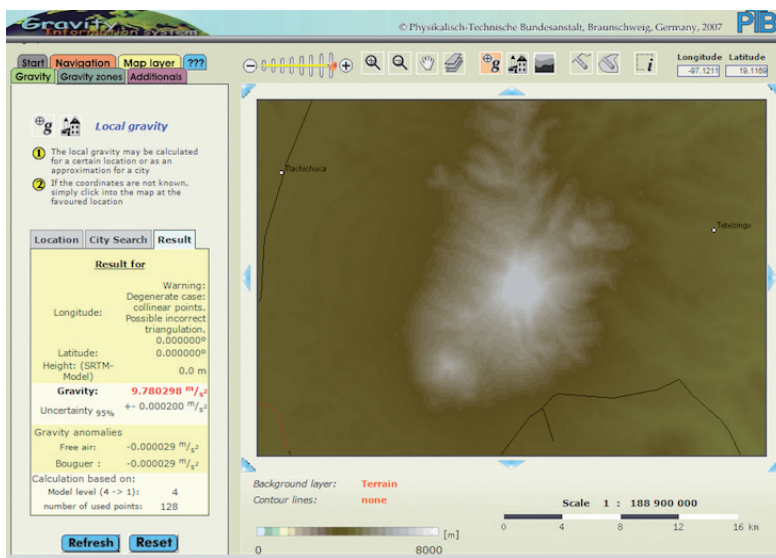 Gravity
Information system
© Physikalisch-Technische Bundesanstalt, Braunschweig, Germany, 2007
PTB
Start Navigation Map layer ???
Gravity Gravity zones Additionals
g i
Longitude Latitude
-97.1211 19.1169
g Local gravity
1 The local gravity may be calculated
for a certain location or as an
approximation for a city
2 If the coordinates are not known,
simply click into the map at the
favoured location
Location City Search Result
Result for
Warning:
Degenerate case:
collinear points.
Longitude: Possible incorrect
triangulation.
0.000000º
Latitude: 0.000000º
Height: (SRTM-
Model) 0.0 m
Gravity: 9.780298 m/s²
Uncertainty 95% +- 0.000200 m/s²
Gravity anomalies
Free air: -0.000029 m/s²
Bouguer : -0.000029 m/s²
Calculation based on:
Model level (4 -> 1): 4
number of used points: 128
Refresh Reset
Tlachichuca
Tetelzingo
Background layer: Terrain
Contour lines: none
Scale 1 : 188 900 000
0 4 8 12 16 km
[m]
0 8000